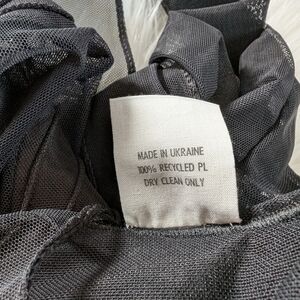 MADE IN UKRAINE
100% RECYCLED PL
DRY CLEAN ONLY